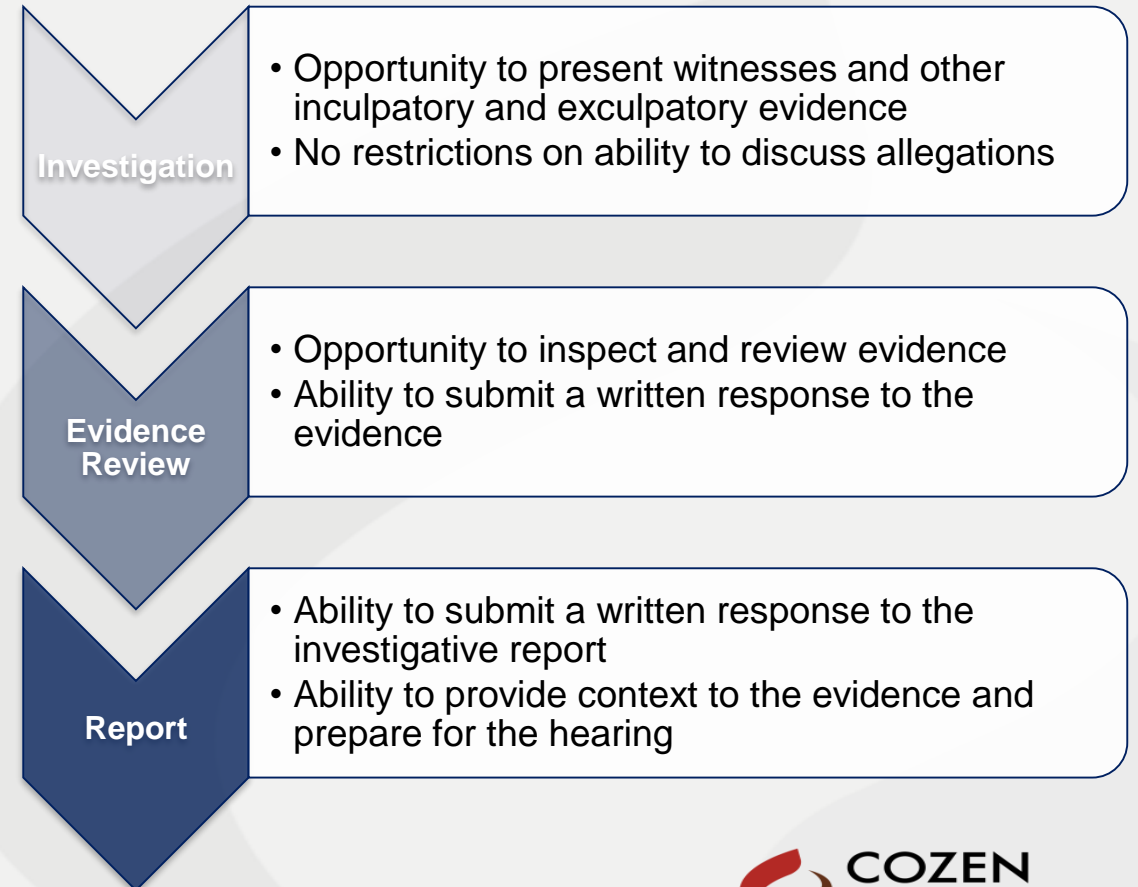 Investigation
• Opportunity to present witnesses and other
inculpatory and exculpatory evidence
• No restrictions on ability to discuss allegations
Evidence
Review
• Opportunity to inspect and review evidence
• Ability to submit a written response to the
evidence
Report
• Ability to submit a written response to the
investigative report
• Ability to provide context to the evidence and
prepare for the hearing
COZEN